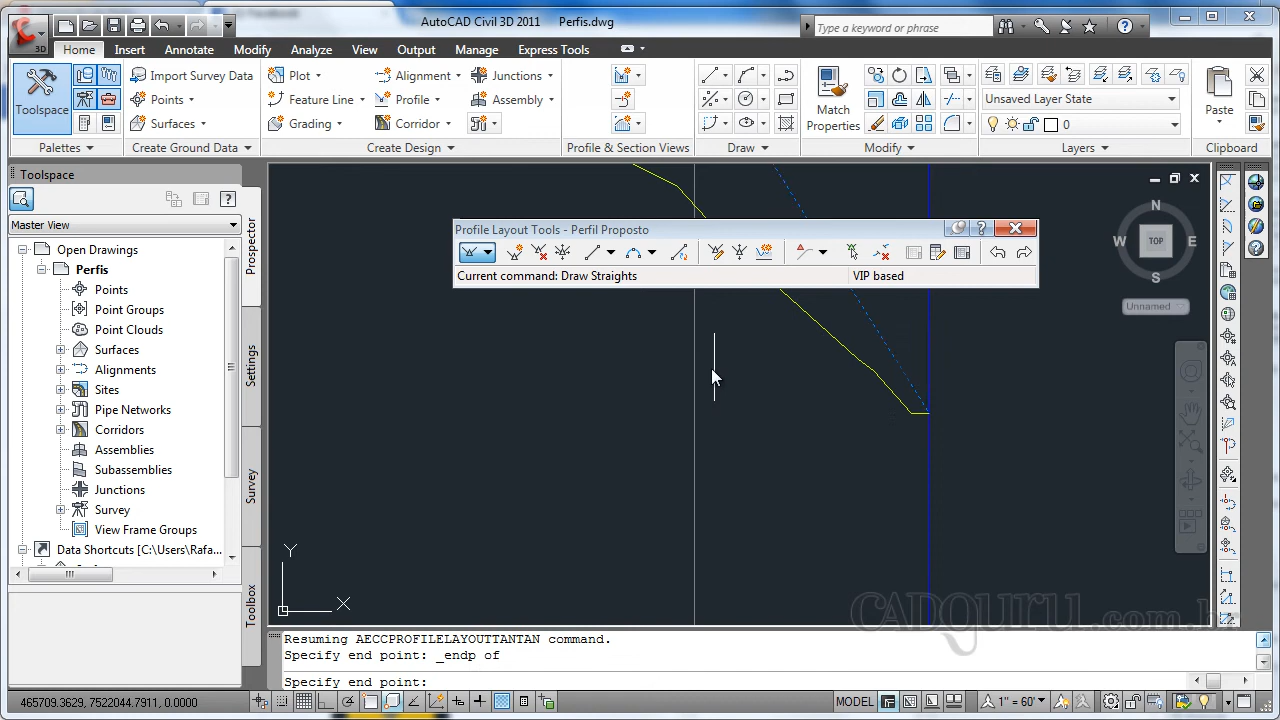 AutoCAD Civil 3D 2011 Perfis.dwg
Type a keyword or phrase
3D
Home Insert Annotate Modify Analyze View Output Manage Express Tools
Toolspace
Import Survey Data
Points
Surfaces
Plot
Feature Line
Grading
Alignment
Profile
Corridor
Junctions
Assembly
Match Properties
Unsaved Layer State
0
Paste
Palettes
Create Ground Data
Create Design
Profile & Section Views
Draw
Modify
Layers
Clipboard
Toolspace
Master View
Open Drawings
Perfis
Points
Point Groups
Point Clouds
Surfaces
Alignments
Sites
Pipe Networks
Corridors
Assemblies
Subassemblies
Junctions
Survey
View Frame Groups
Data Shortcuts [C:\Users\Rafa...
Prospector
Settings
Survey
Toolbox
Profile Layout Tools - Perfil Proposto
Current command: Draw Straights VIP based
N
W TOP E
S
Unnamed
Y
X
CADguru.com.br
Resuming AECCPROFILELAYOUTTANTAN command.
Specify end point: _endp of
Specify end point:
465709.3629, 7522044.7911, 0.0000
MODEL
1" = 60'